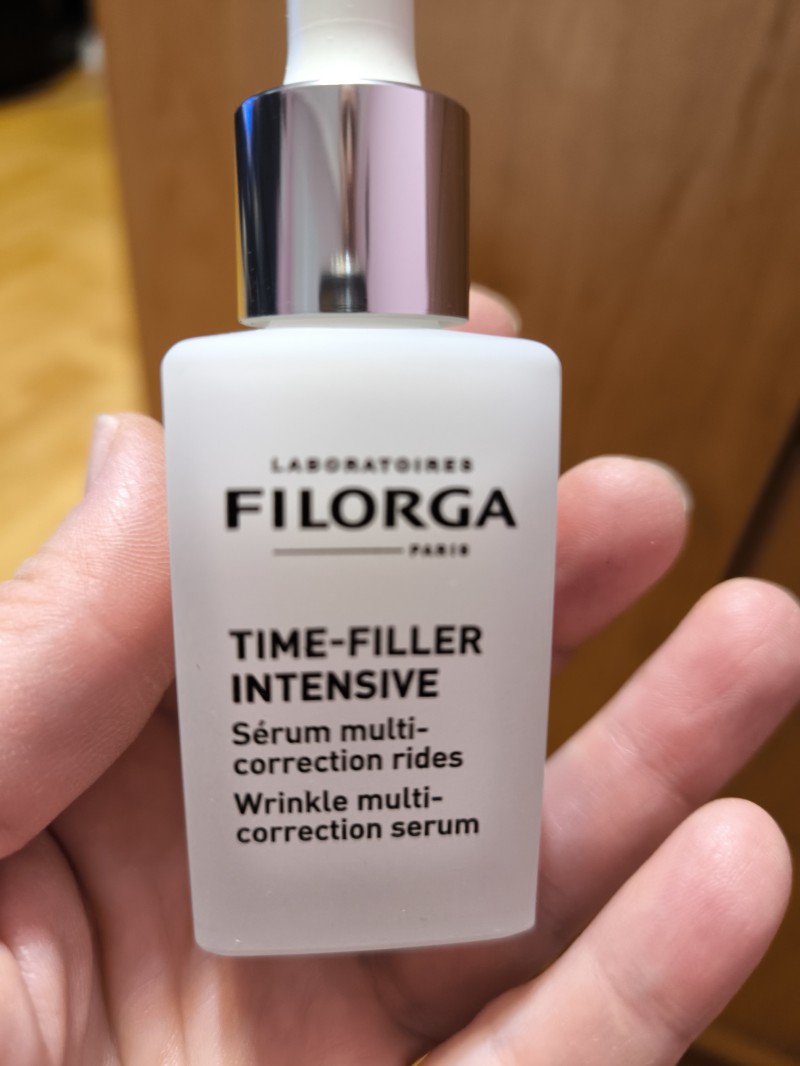 LABORATOIRES
FILORGA
PARIS
TIME-FILLER
INTENSIVE
Sérum multi-
correction rides
Wrinkle multi-
correction serum